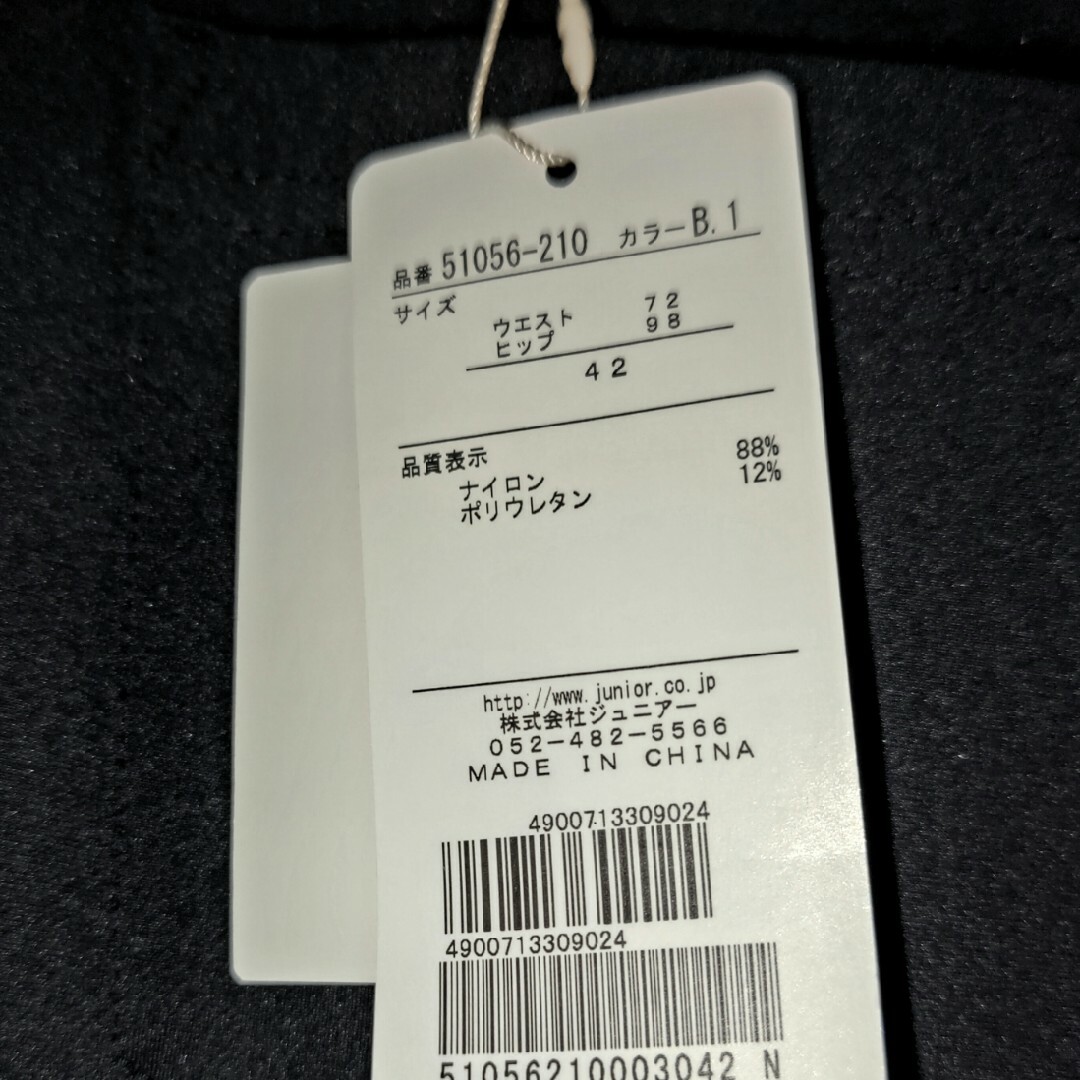 品番 51056-210 カラーB.1
サイズ
ウエスト 72
ヒップ 98
42
品質表示
ナイロン 88%
ポリウレタン 12%
http://www.junior.co.jp
株式会社ジュニアー
052-482-5566
MADE IN CHINA
4900713309024
4900713309024
51056210003042 N